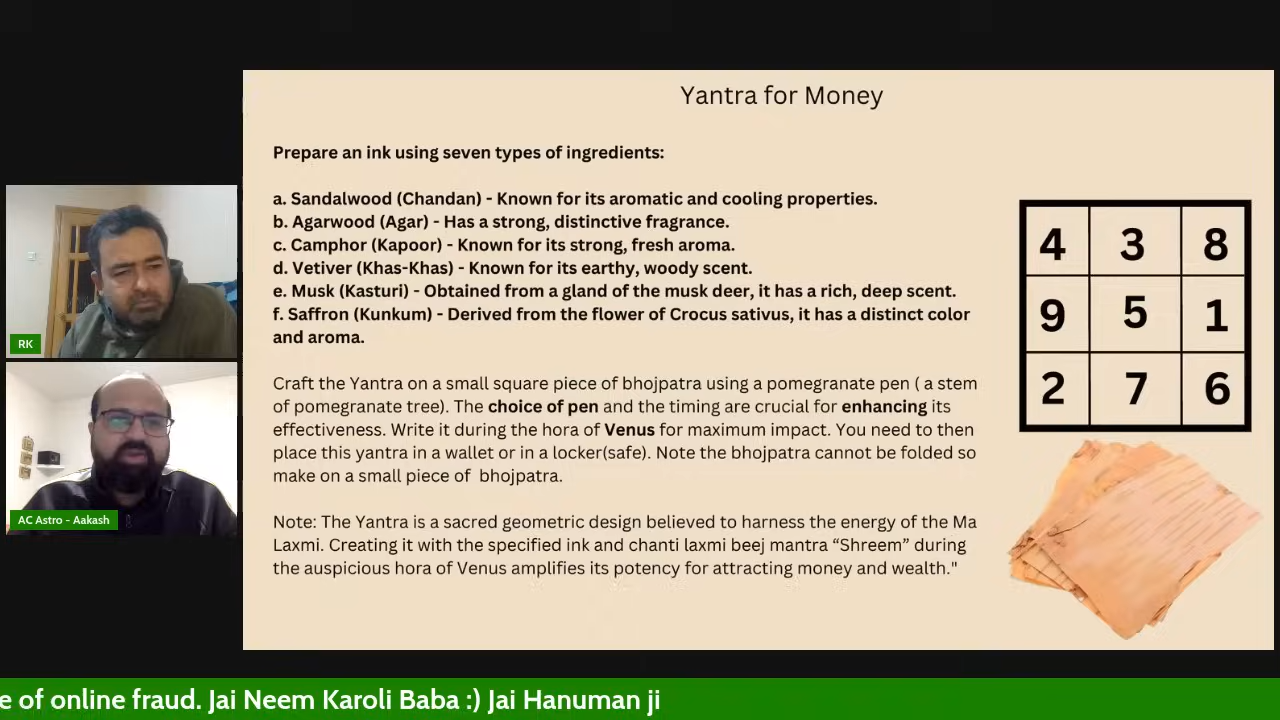 Yantra for Money
Prepare an ink using seven types of ingredients:
a. Sandalwood (Chandan) - Known for its aromatic and cooling properties.
b. Agarwood (Agar) - Has a strong, distinctive fragrance.
c. Camphor (Kapoor) - Known for its strong, fresh aroma.
d. Vetiver (Khas-Khas) - Known for its earthy, woody scent.
e. Musk (Kasturi) - Obtained from a gland of the musk deer, it has a rich, deep scent.
f. Saffron (Kunkum) - Derived from the flower of Crocus sativus, it has a distinct color
and aroma.
Craft the Yantra on a small square piece of bhojpatra using a pomegranate pen ( a stem
of pomegranate tree). The choice of pen and the timing are crucial for enhancing its
effectiveness. Write it during the hora of Venus for maximum impact. You need to then
place this yantra in a wallet or in a locker(safe). Note the bhojpatra cannot be folded so
make on a small piece of bhojpatra.
Note: The Yantra is a sacred geometric design believed to harness the energy of the Ma
Laxmi. Creating it with the specified ink and chanti laxmi beej mantra “Shreem” during
the auspicious hora of Venus amplifies its potency for attracting money and wealth."
4 3 8
9 5 1
2 7 6
RK
AC Astro - Aakash
e of online fraud. Jai Neem Karoli Baba :) Jai Hanuman ji